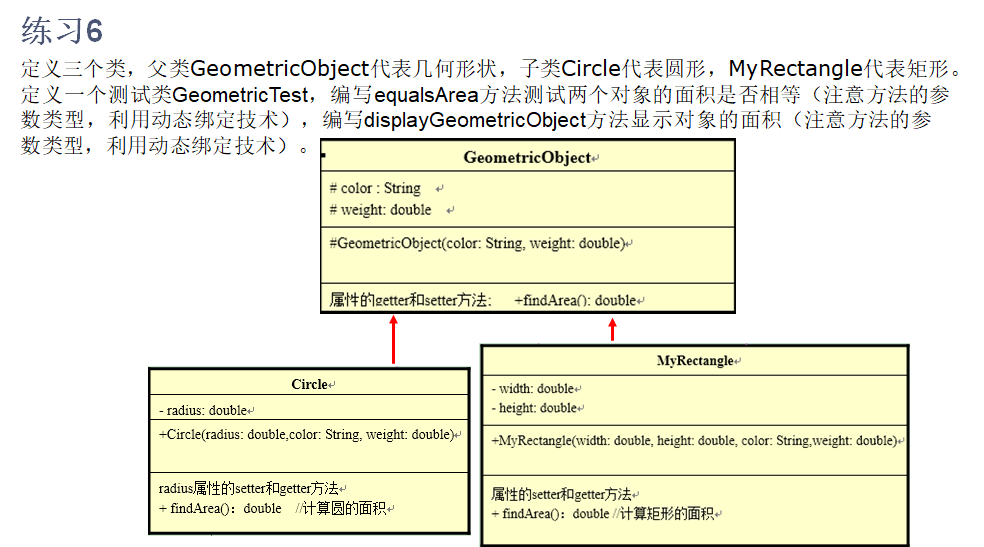 练习6
定义三个类，父类GeometricObject代表几何形状，子类Circle代表圆形，MyRectangle代表矩形。
定义一个测试类GeometricTest，编写equalsArea方法测试两个对象的面积是否相等（注意方法的参
数类型，利用动态绑定技术），编写displayGeometricObject方法显示对象的面积（注意方法的参
数类型，利用动态绑定技术）。
GeometricObject
# color : String
# weight: double
#GeometricObject(color: String, weight: double)
属性的getter和setter方法; +findArea(): double
Circle
- radius: double
+Circle(radius: double,color: String, weight: double)
radius属性的setter和getter方法
+ findArea()：double //计算圆的面积
MyRectangle
- width: double
- height: double
+MyRectangle(width: double, height: double, color: String,weight: double)
属性的setter和getter方法
+ findArea()：double //计算矩形的面积